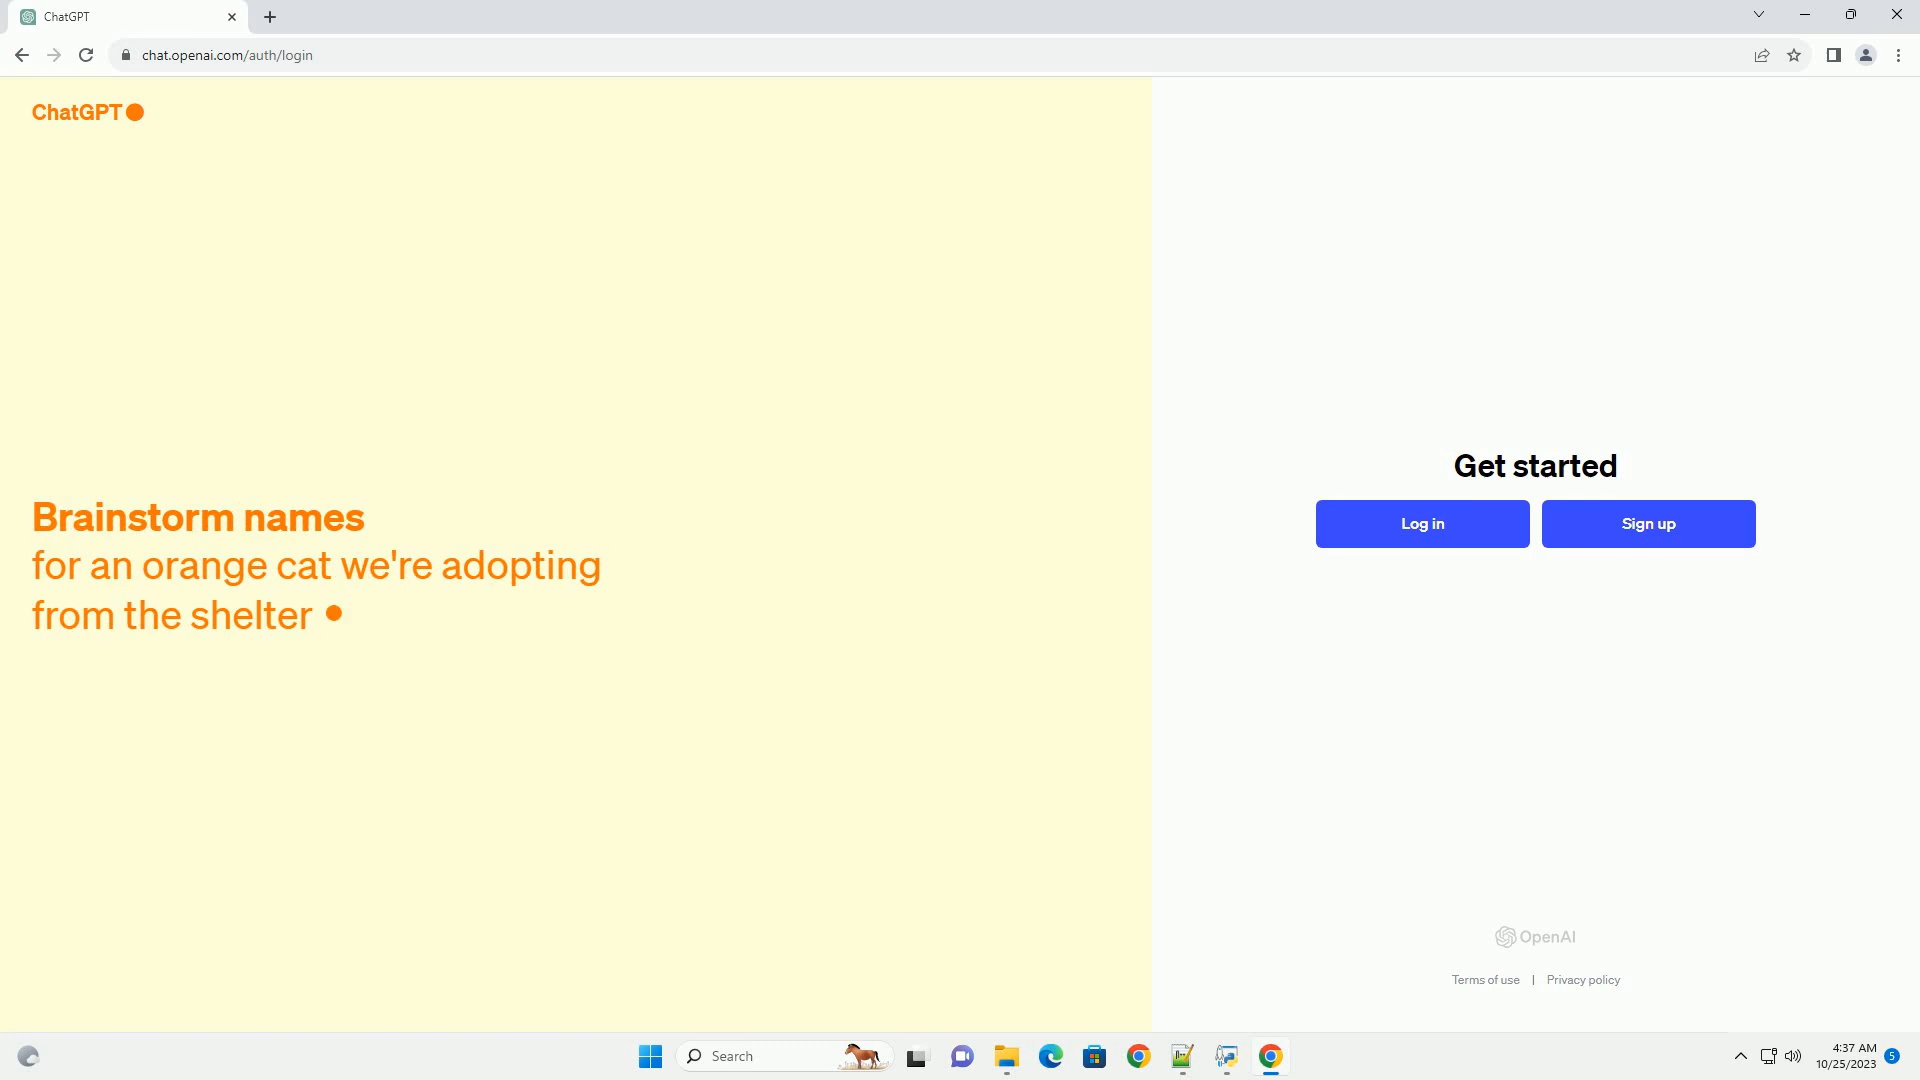 ChatGPT
chat.openai.com/auth/login
ChatGPT
Brainstorm names
for an orange cat we're adopting
from the shelter
Get started
Log in
Sign up
OpenAI
Terms of use | Privacy policy
Search
4:37 AM
10/25/2023
5